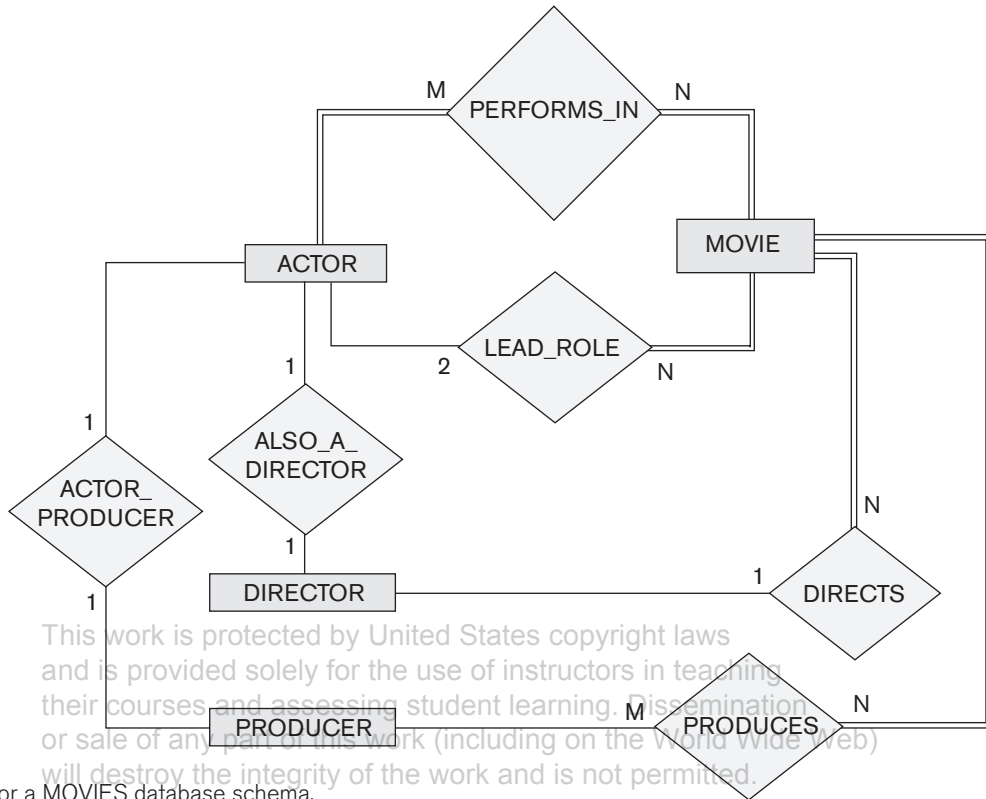 M
N
PERFORMS_IN
MOVIE
ACTOR
LEAD_ROLE
2
N
1
1
ALSO_A_
DIRECTOR
ACTOR_
PRODUCER
N
1
1
1
DIRECTOR
DIRECTS
This work is protected by United States copyright laws
and is provided solely for the use of instructors in teaching
their courses and assessing student learning. Dissemination
or sale of any part of this work (including on the World Wide Web)
will destroy the integrity of the work and is not permitted.
M
N
PRODUCER
PRODUCES
or a MOVIES database schema.